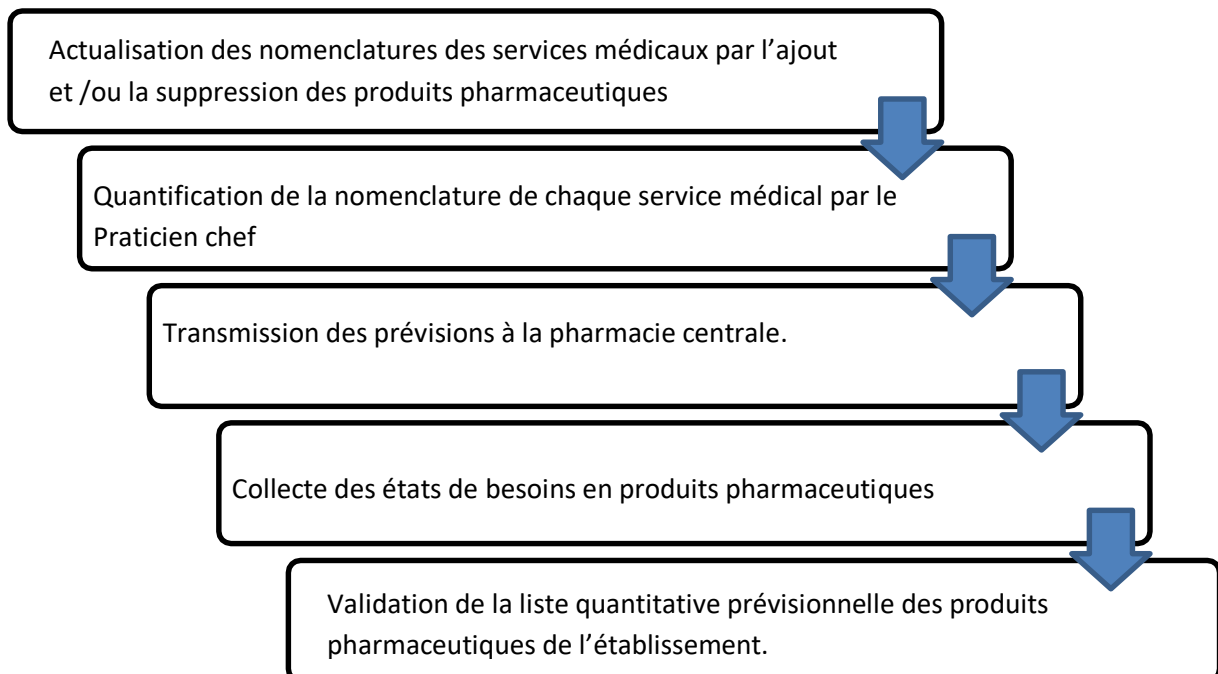 Actualisation des nomenclatures des services médicaux par l’ajout
et /ou la suppression des produits pharmaceutiques
Quantification de la nomenclature de chaque service médical par le
Praticien chef
Transmission des prévisions à la pharmacie centrale.
Collecte des états de besoins en produits pharmaceutiques
Validation de la liste quantitative prévisionnelle des produits
pharmaceutiques de l’établissement.